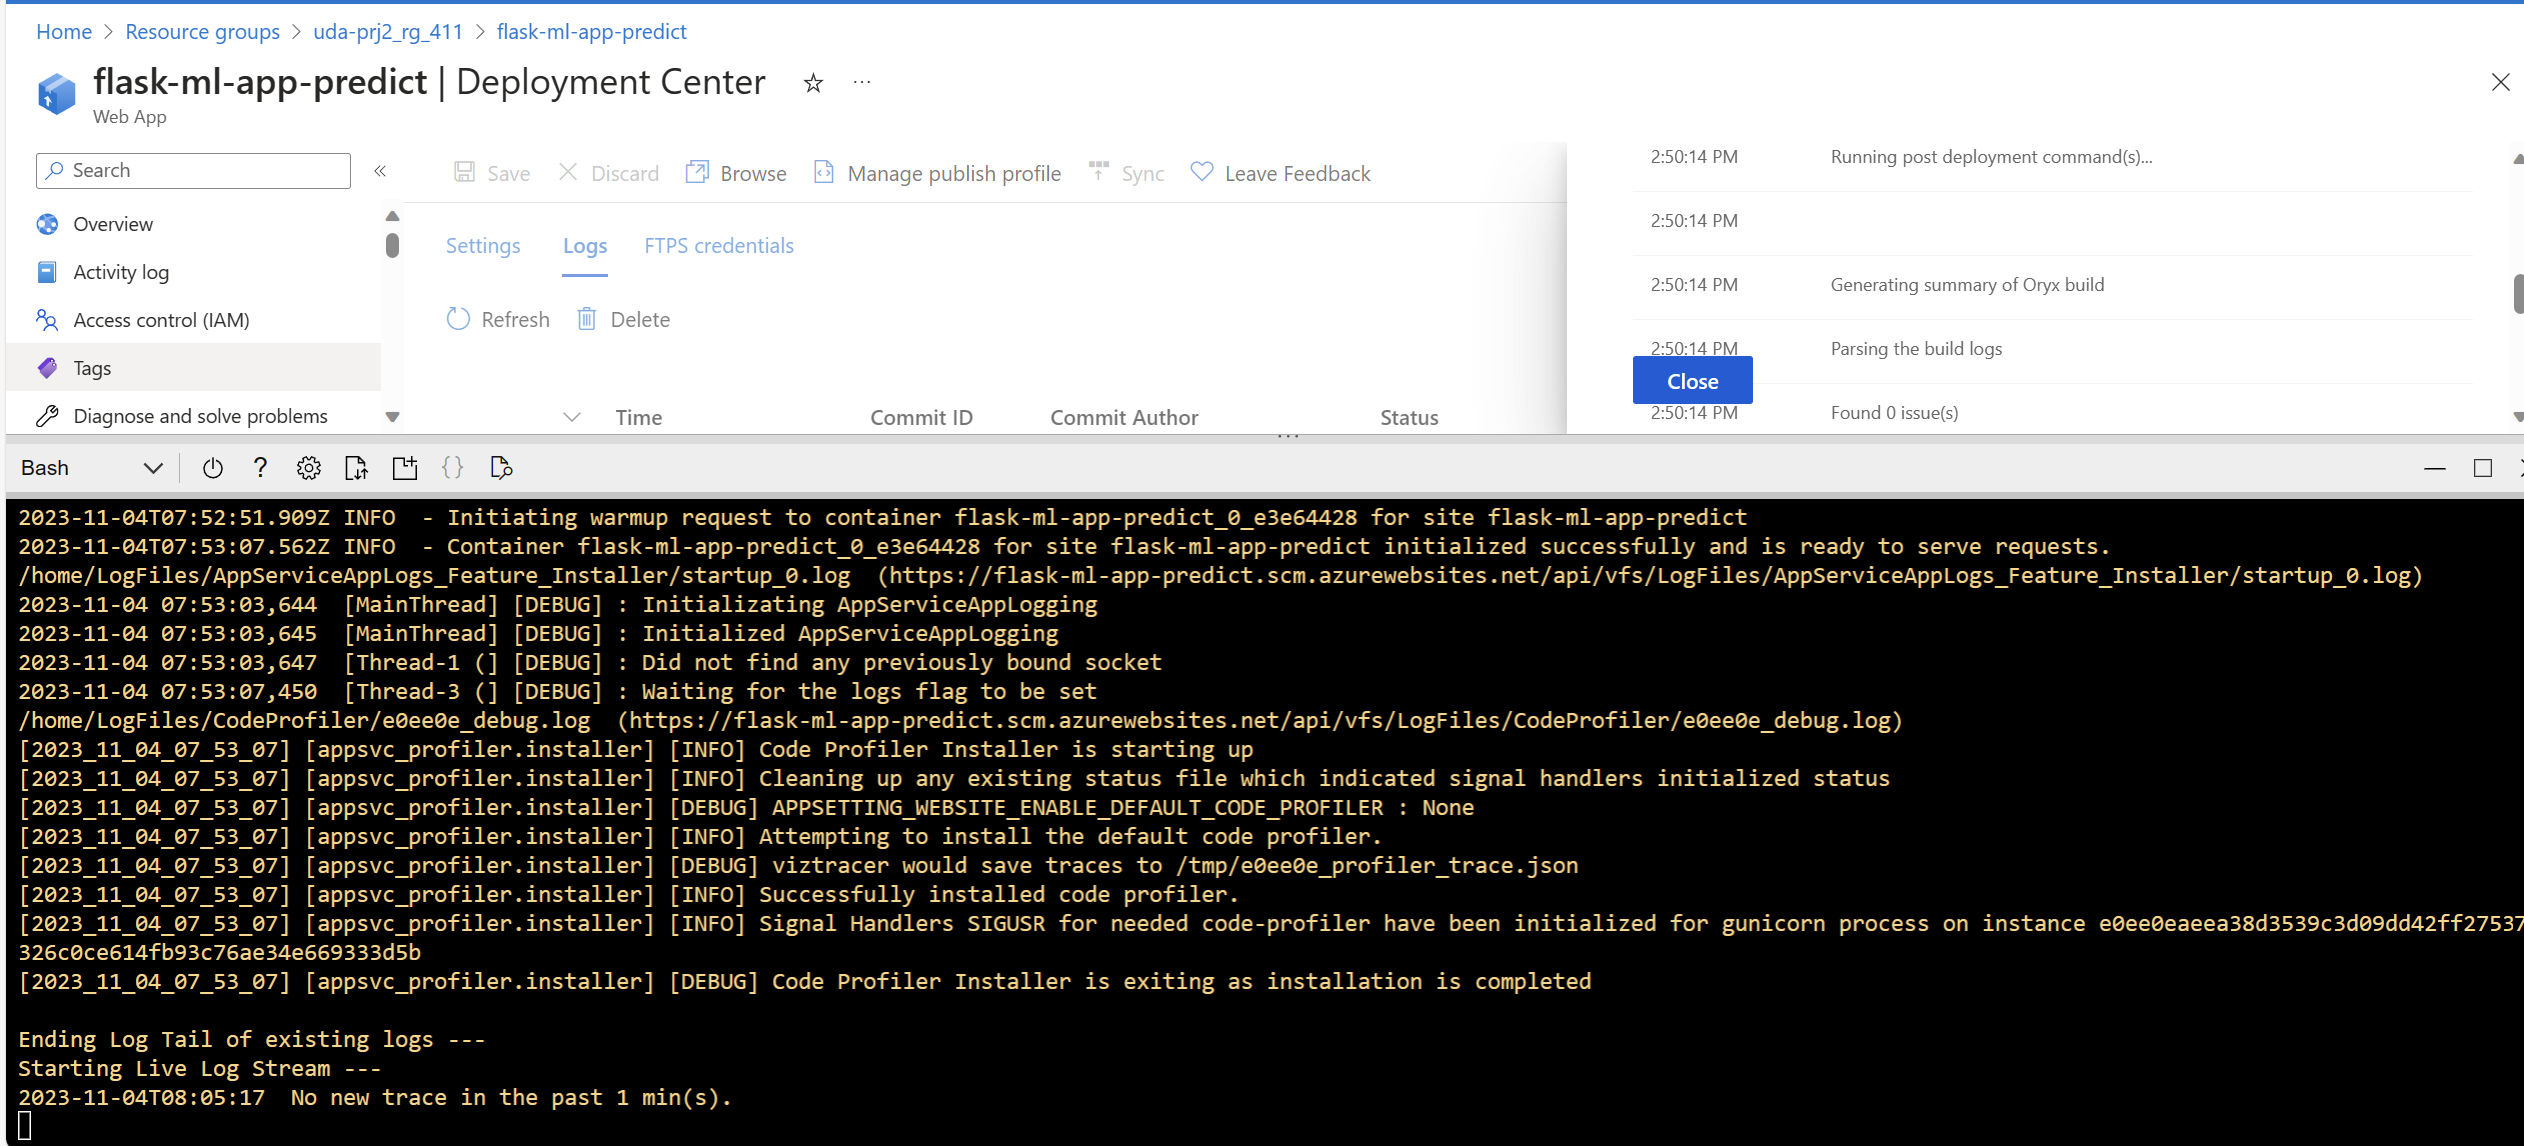 Home > Resource groups > uda-prj2_rg_411 > flask-ml-app-predict
flask-ml-app-predict | Deployment Center
Web App
Search
Overview
Activity log
Access control (IAM)
Tags
Diagnose and solve problems
Save Discard Browse Manage publish profile Sync Leave Feedback
Settings Logs FTPS credentials
Refresh Delete
Time Commit ID Commit Author Status
2:50:14 PM Running post deployment command(s)...
2:50:14 PM
2:50:14 PM Generating summary of Oryx build
2:50:14 PM Parsing the build logs
Close
2:50:14 PM Found 0 issue(s)
Bash
2023-11-04T07:52:51.909Z INFO  - Initiating warmup request to container flask-ml-app-predict_0_e3e64428 for site flask-ml-app-predict
2023-11-04T07:53:07.562Z INFO  - Container flask-ml-app-predict_0_e3e64428 for site flask-ml-app-predict initialized successfully and is ready to serve requests.
/home/LogFiles/AppServiceAppLogs_Feature_Installer/startup_0.log  (https://flask-ml-app-predict.scm.azurewebsites.net/api/vfs/LogFiles/AppServiceAppLogs_Feature_Installer/startup_0.log)
2023-11-04 07:53:03,644  [MainThread] [DEBUG] : Initializating AppServiceAppLogging
2023-11-04 07:53:03,645  [MainThread] [DEBUG] : Initialized AppServiceAppLogging
2023-11-04 07:53:03,647  [Thread-1 (] [DEBUG] : Did not find any previously bound socket
2023-11-04 07:53:07,450  [Thread-3 (] [DEBUG] : Waiting for the logs flag to be set
/home/LogFiles/CodeProfiler/e0ee0e_debug.log  (https://flask-ml-app-predict.scm.azurewebsites.net/api/vfs/LogFiles/CodeProfiler/e0ee0e_debug.log)
[2023_11_04_07_53_07] [appsvc_profiler.installer] [INFO] Code Profiler Installer is starting up
[2023_11_04_07_53_07] [appsvc_profiler.installer] [INFO] Cleaning up any existing status file which indicated signal handlers initialized status
[2023_11_04_07_53_07] [appsvc_profiler.installer] [DEBUG] APPSETTING_WEBSITE_ENABLE_DEFAULT_CODE_PROFILER : None
[2023_11_04_07_53_07] [appsvc_profiler.installer] [INFO] Attempting to install the default code profiler.
[2023_11_04_07_53_07] [appsvc_profiler.installer] [DEBUG] viztracer would save traces to /tmp/e0ee0e_profiler_trace.json
[2023_11_04_07_53_07] [appsvc_profiler.installer] [INFO] Successfully installed code profiler.
[2023_11_04_07_53_07] [appsvc_profiler.installer] [INFO] Signal Handlers SIGUSR for needed code-profiler have been initialized for gunicorn process on instance e0ee0eaeea38d3539c3d09dd42ff27537
326c0ce614fb93c76ae34e669333d5b
[2023_11_04_07_53_07] [appsvc_profiler.installer] [DEBUG] Code Profiler Installer is exiting as installation is completed
Ending Log Tail of existing logs ---
Starting Live Log Stream ---
2023-11-04T08:05:17  No new trace in the past 1 min(s).